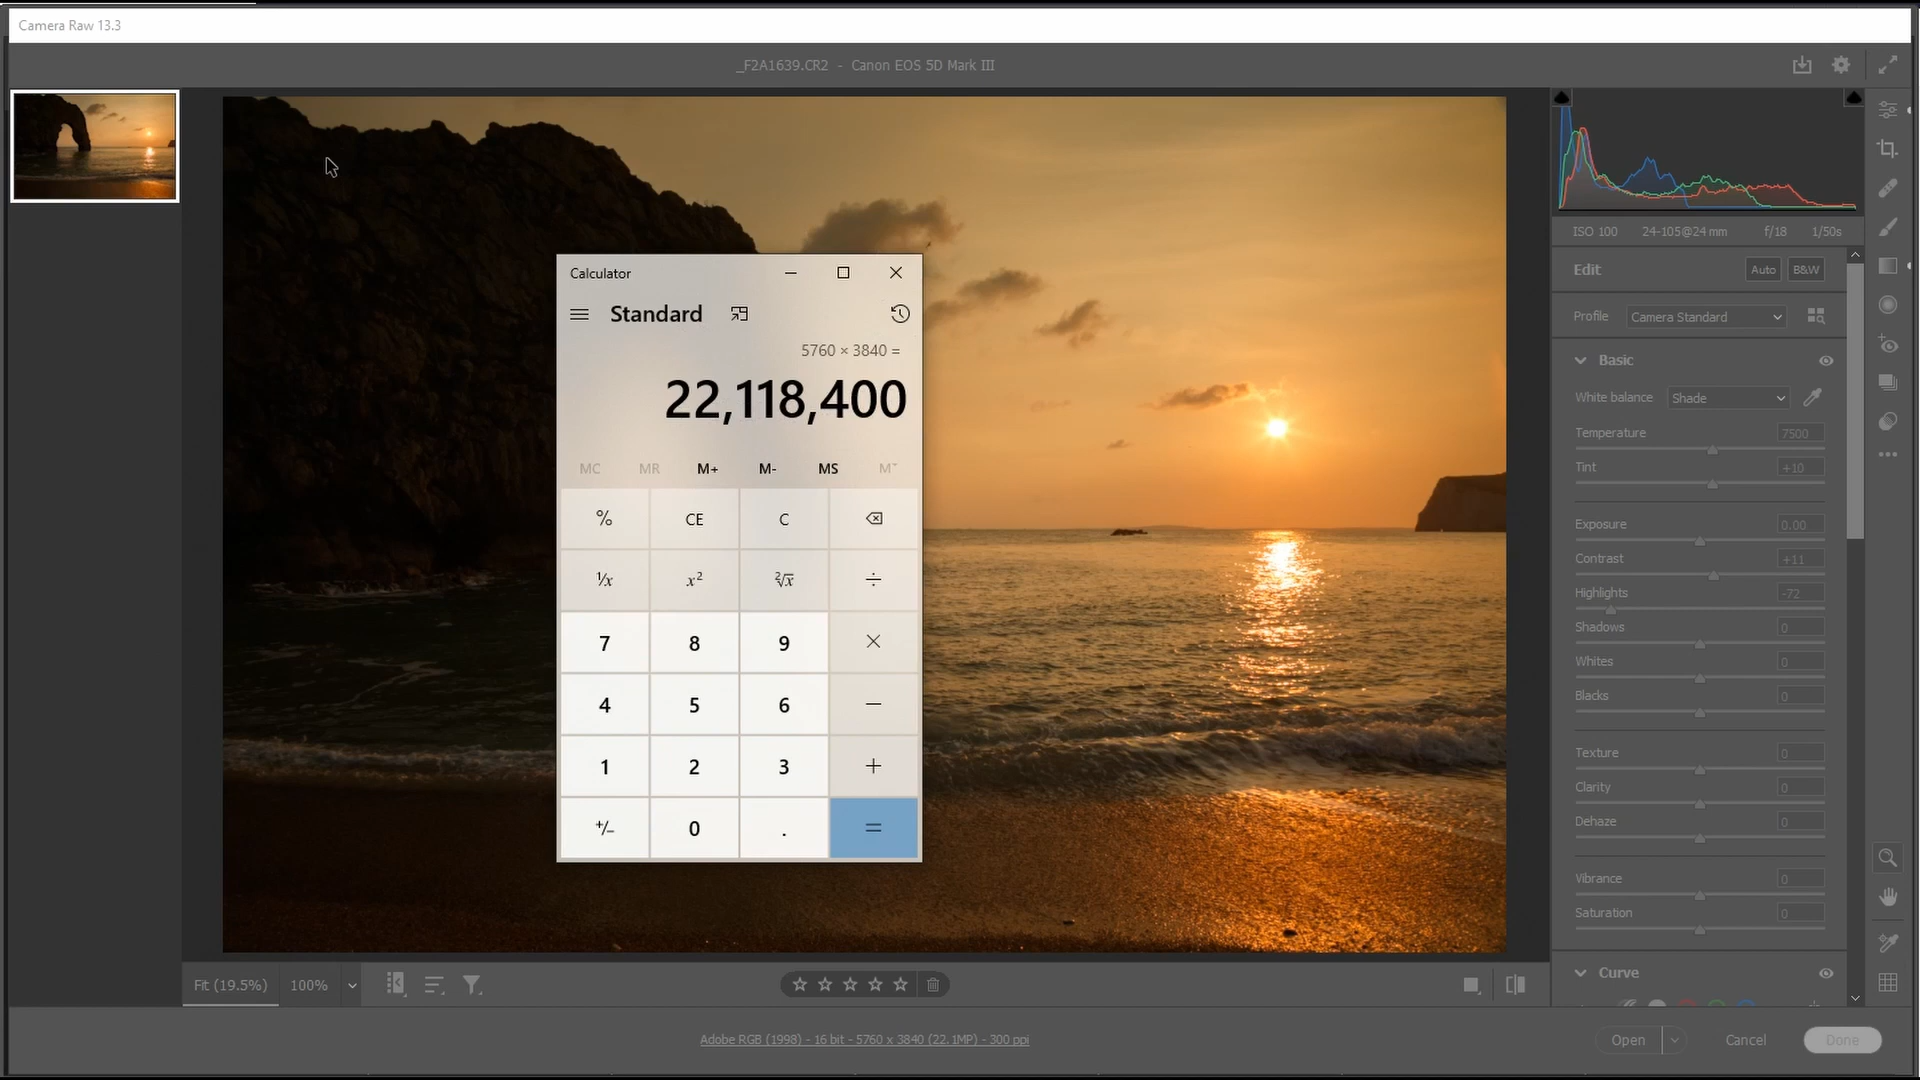 Camera Raw 13.3
_F2A1639.CR2 - Canon EOS 5D Mark III
ISO 100 24-105@24 mm f/18 1/50s
Edit Auto B&W
Profile Camera Standard
Basic
White balance Shade
Temperature 7500
Tint +10
Exposure 0.00
Contrast +11
Highlights -72
Shadows 0
Whites 0
Blacks 0
Texture 0
Clarity 0
Dehaze 0
Vibrance 0
Saturation 0
Curve
Calculator
Standard
5760 × 3840 =
22,118,400
MC MR M+ M- MS M˅
% CE C
⅟x x² ²√x ÷
7 8 9 ×
4 5 6 −
1 2 3 +
+/− 0 . =
Fit (19.5%) 100%
Adobe RGB (1998) - 16 bit - 5760 x 3840 (22.1MP) - 300 ppi
Open Cancel Done